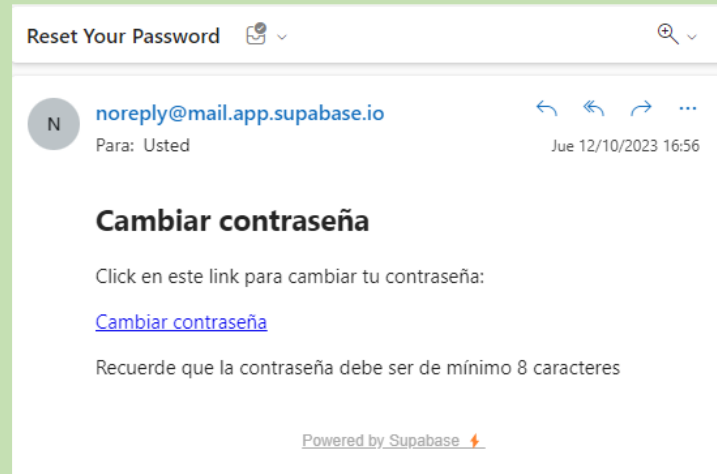 Reset Your Password
N
noreply@mail.app.supabase.io
Para: Usted
Jue 12/10/2023 16:56
Cambiar contraseña
Click en este link para cambiar tu contraseña:
Cambiar contraseña
Recuerde que la contraseña debe ser de mínimo 8 caracteres
Powered by Supabase